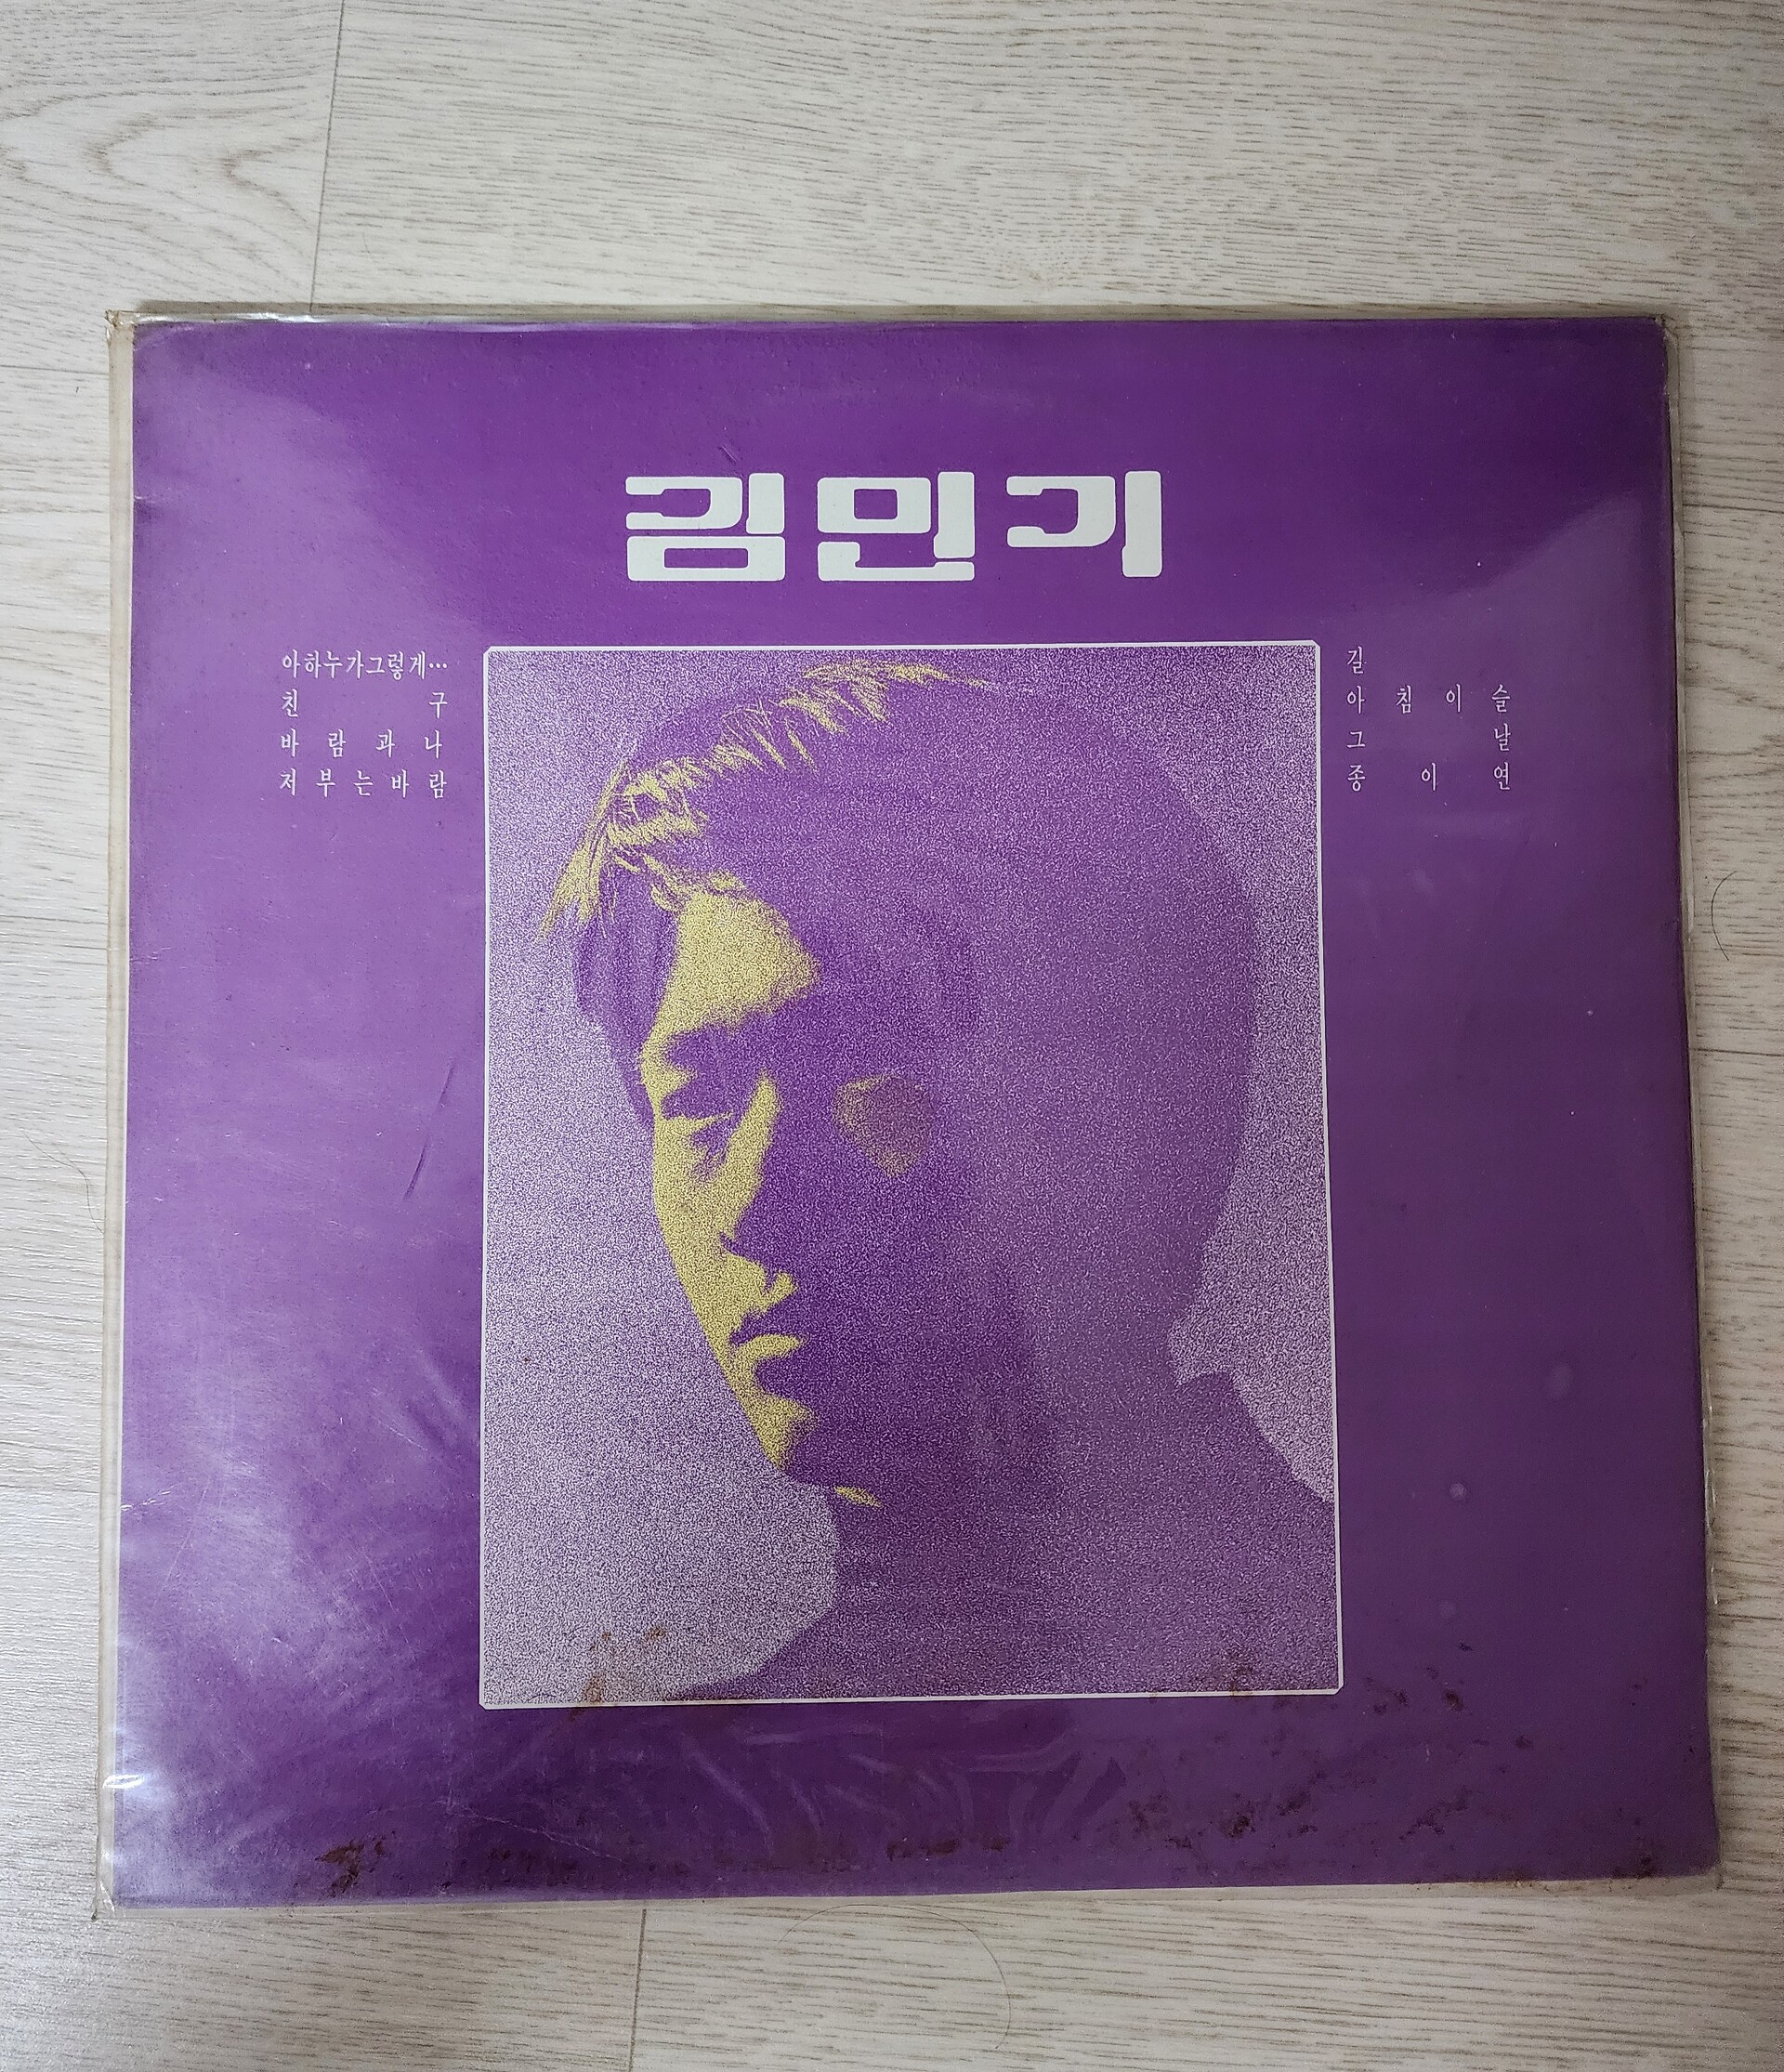 김민기
아하누가그렇게…
친구
바람과나
저부는바람
길
아침이슬
그날
종이연